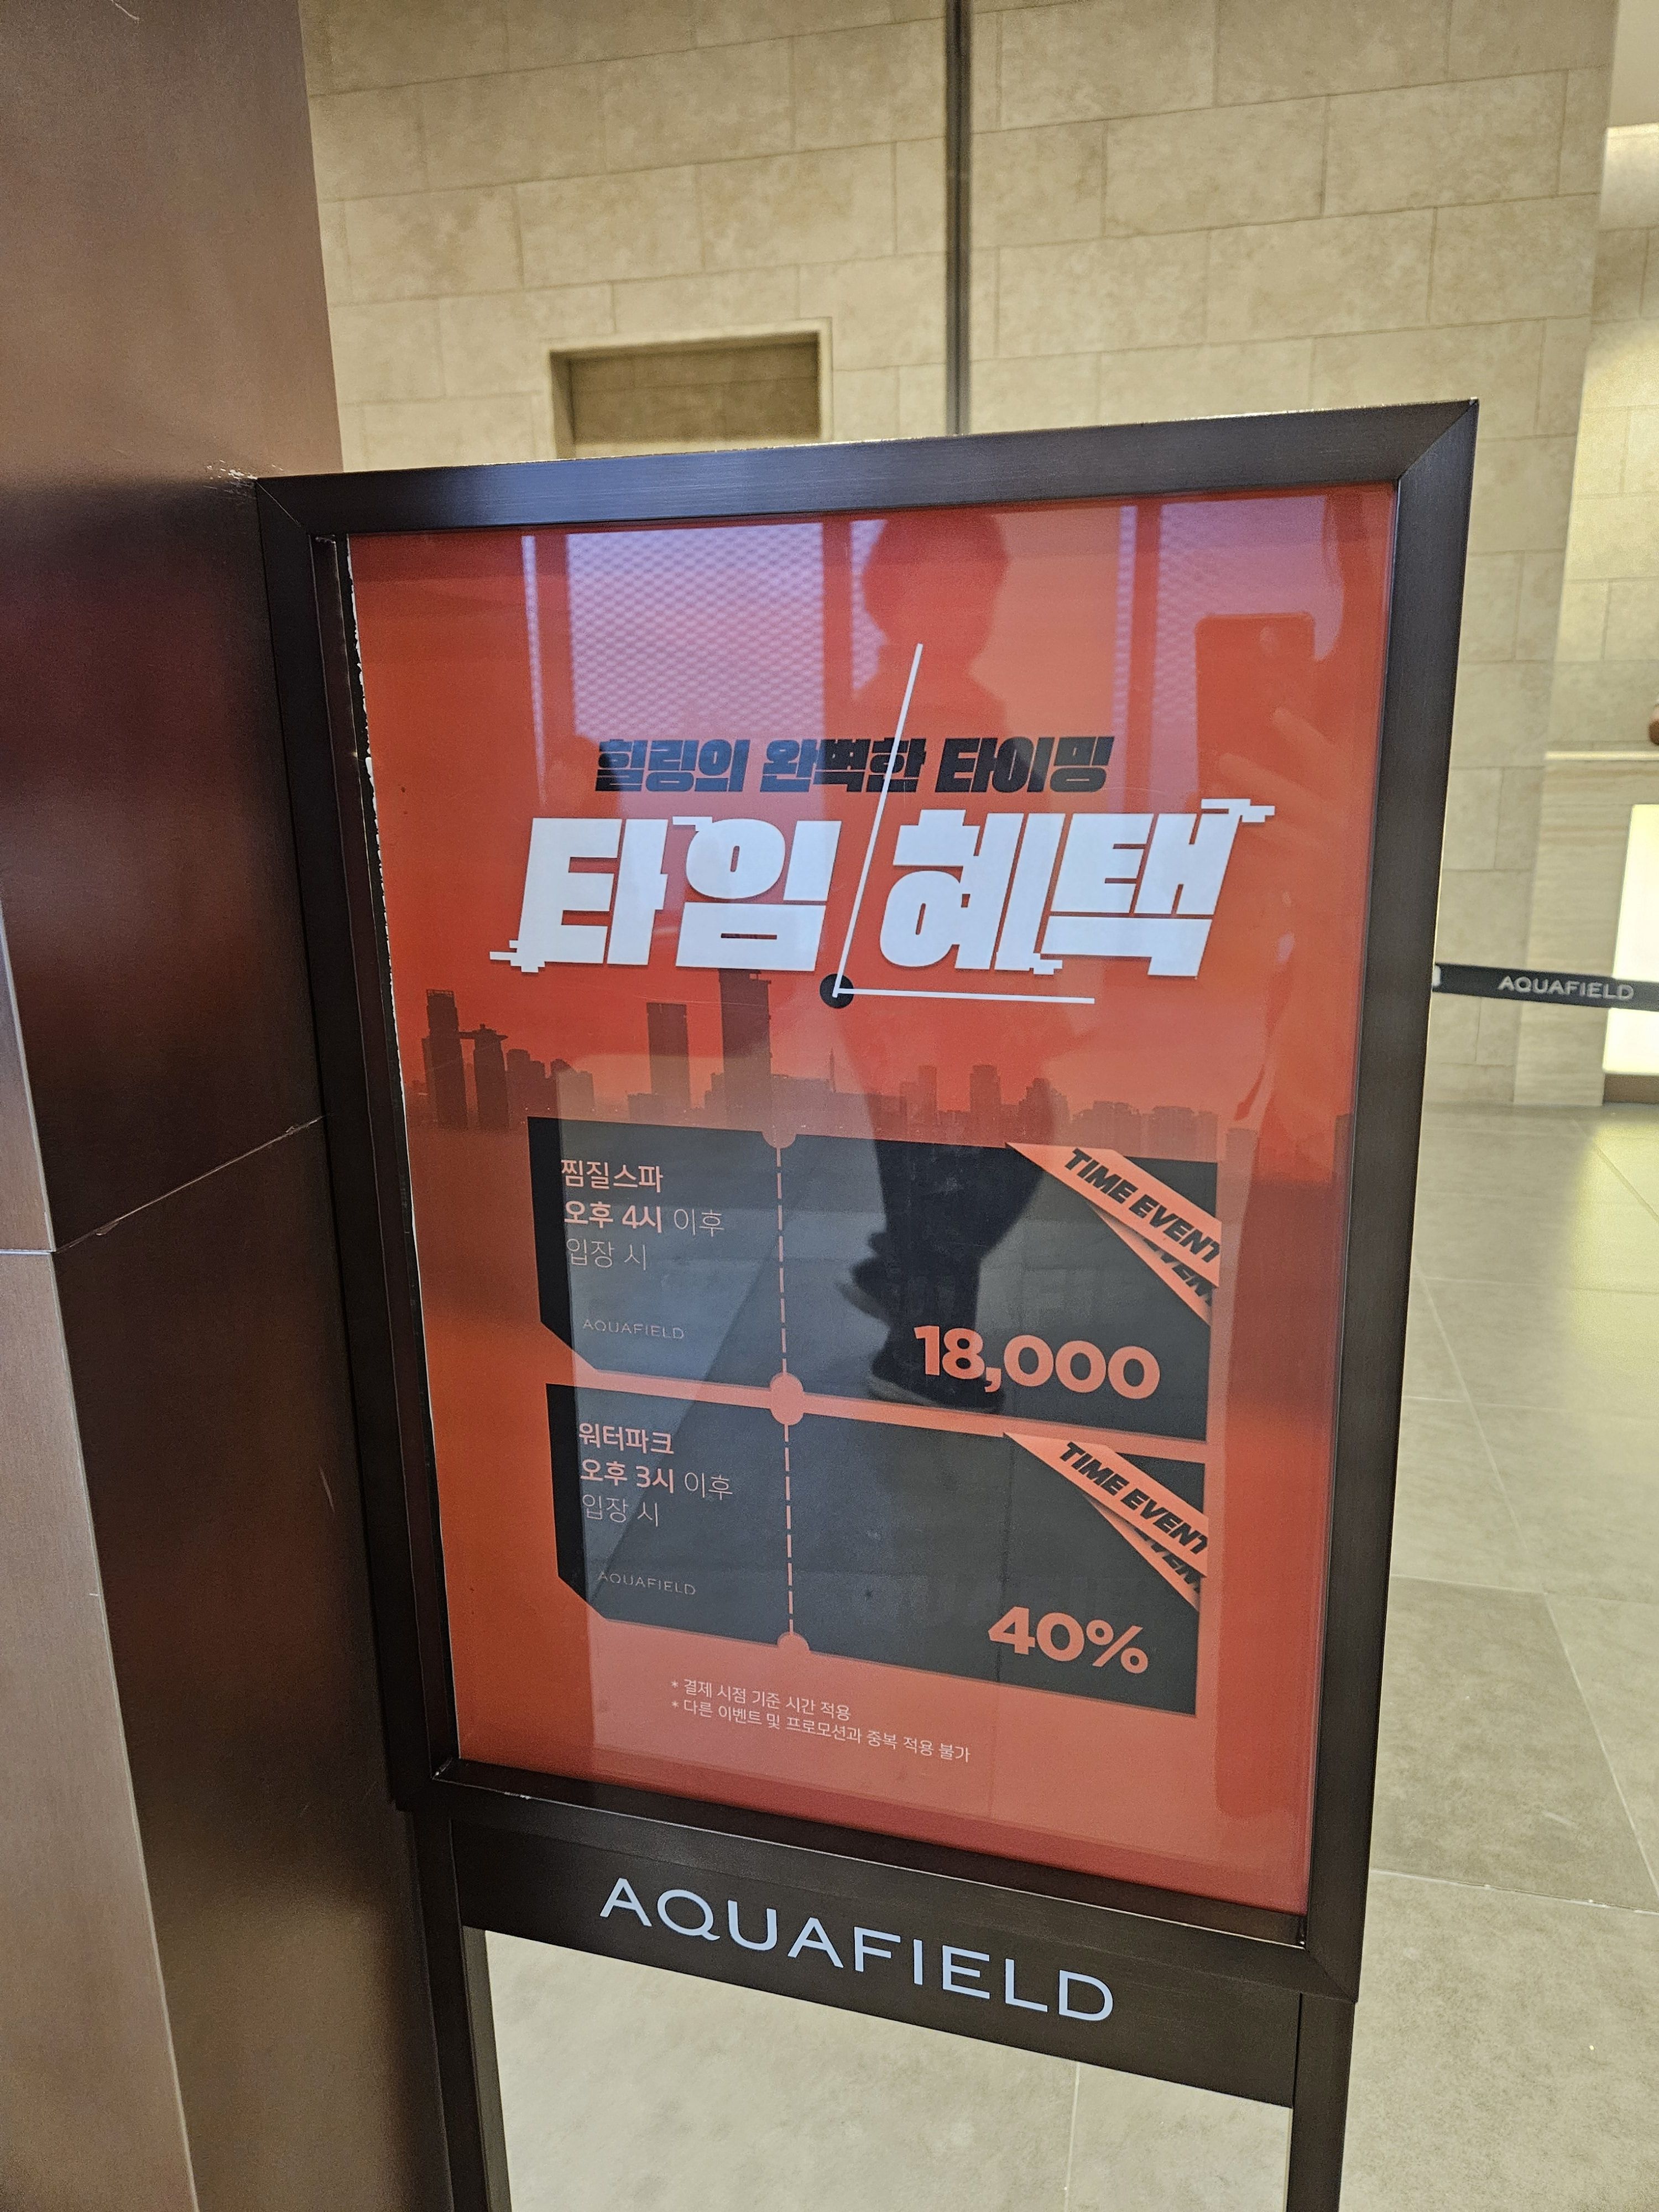 힐링의 완벽한 타이밍
타임 혜택
찜질스파
오후 4시 이후
입장 시
AQUAFIELD
TIME EVENT
18,000
워터파크
오후 3시 이후
입장 시
AQUAFIELD
TIME EVENT
40%
* 결제 시점 기준 시간 적용
* 다른 이벤트 및 프로모션과 중복 적용 불가
AQUAFIELD
AQUAFIELD